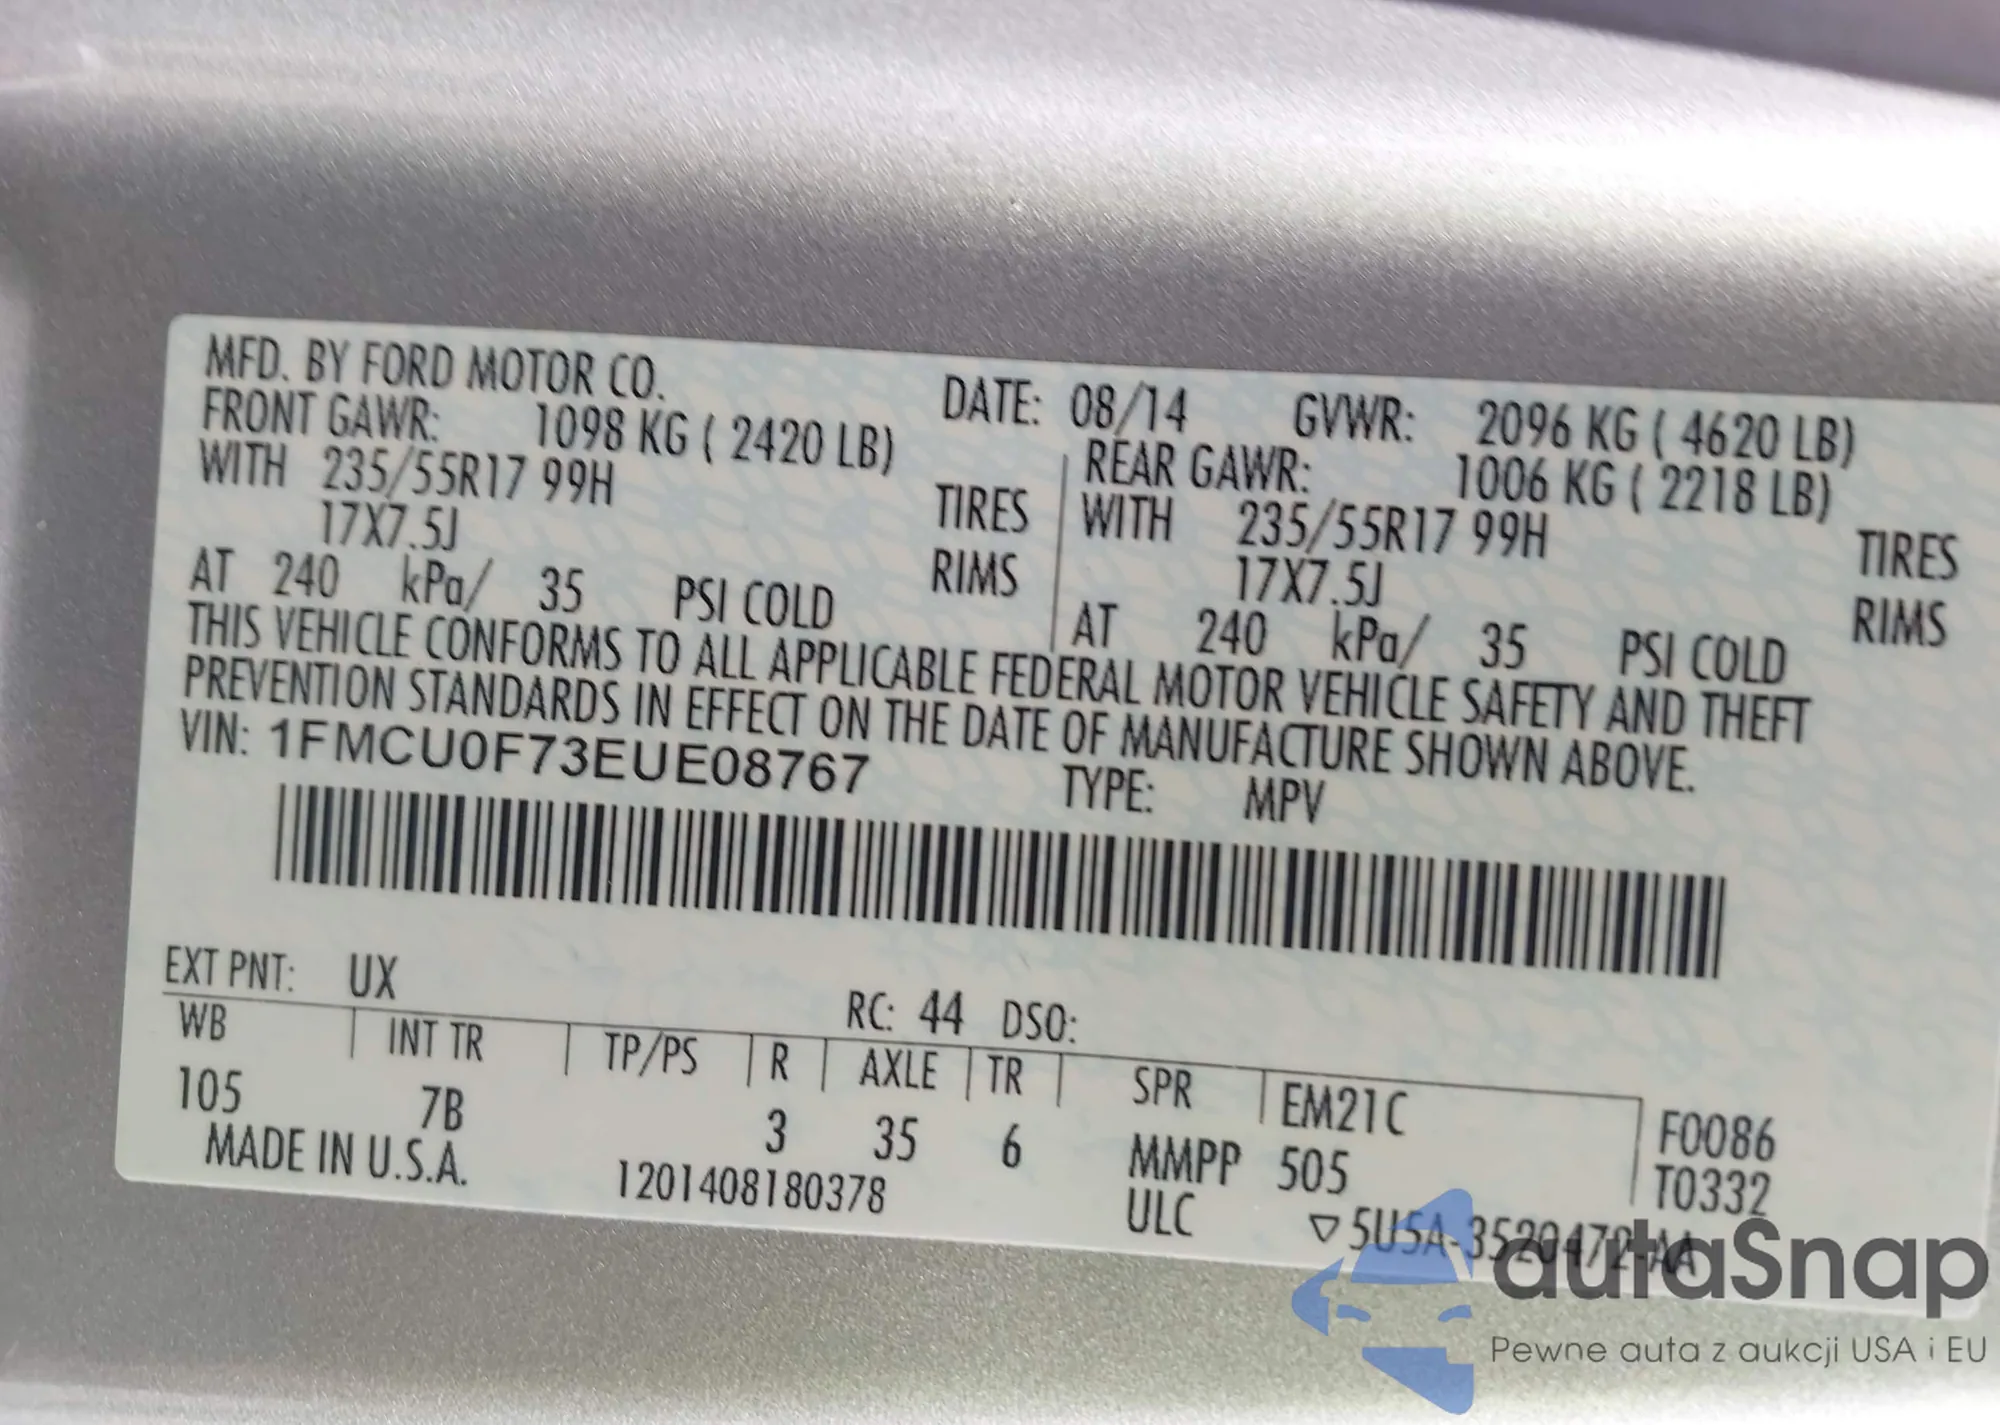 MFD. BY FORD MOTOR CO. DATE: 08/14 GVWR: 2096 KG ( 4620 LB)
FRONT GAWR: 1098 KG ( 2420 LB) REAR GAWR: 1006 KG ( 2218 LB)
WITH 235/55R17 99H TIRES WITH 235/55R17 99H TIRES
17X7.5J RIMS 17X7.5J RIMS
AT 240 kPa/ 35 PSI COLD AT 240 kPa/ 35 PSI COLD
THIS VEHICLE CONFORMS TO ALL APPLICABLE FEDERAL MOTOR VEHICLE SAFETY AND THEFT
PREVENTION STANDARDS IN EFFECT ON THE DATE OF MANUFACTURE SHOWN ABOVE.
VIN: 1FMCU0F73EUE08767 TYPE: MPV
EXT PNT: UX RC: 44 DSO:
WB INT TR TP/PS R AXLE TR SPR EM21C F0086
105 7B 3 35 6 MMPP 505 T0332
MADE IN U.S.A. 1201408180378 ULC ▽5U5A-3520472-AA
autaSnap
Pewne auta z aukcji USA i EU